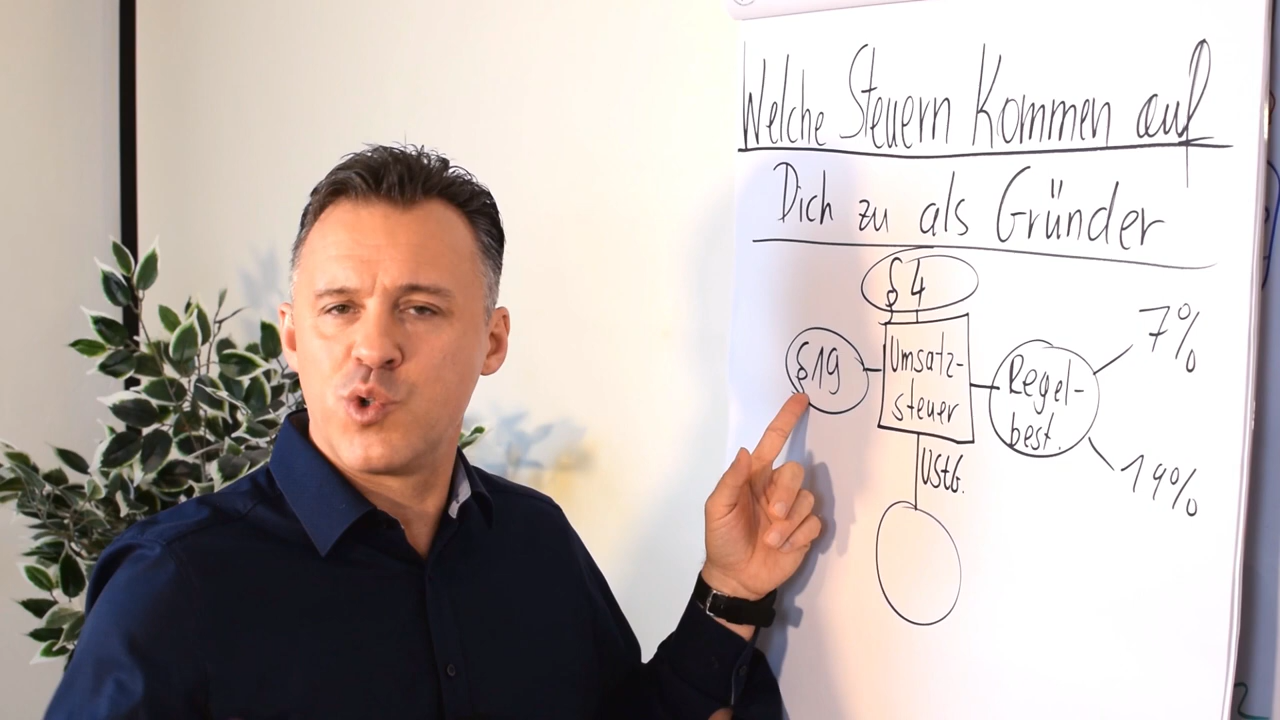 Welche Steuern Kommen auf
Dich zu als Gründer
§ 4
§ 19
Umsatz-
steuer
Regel-
best.
7%
19%
UStG.